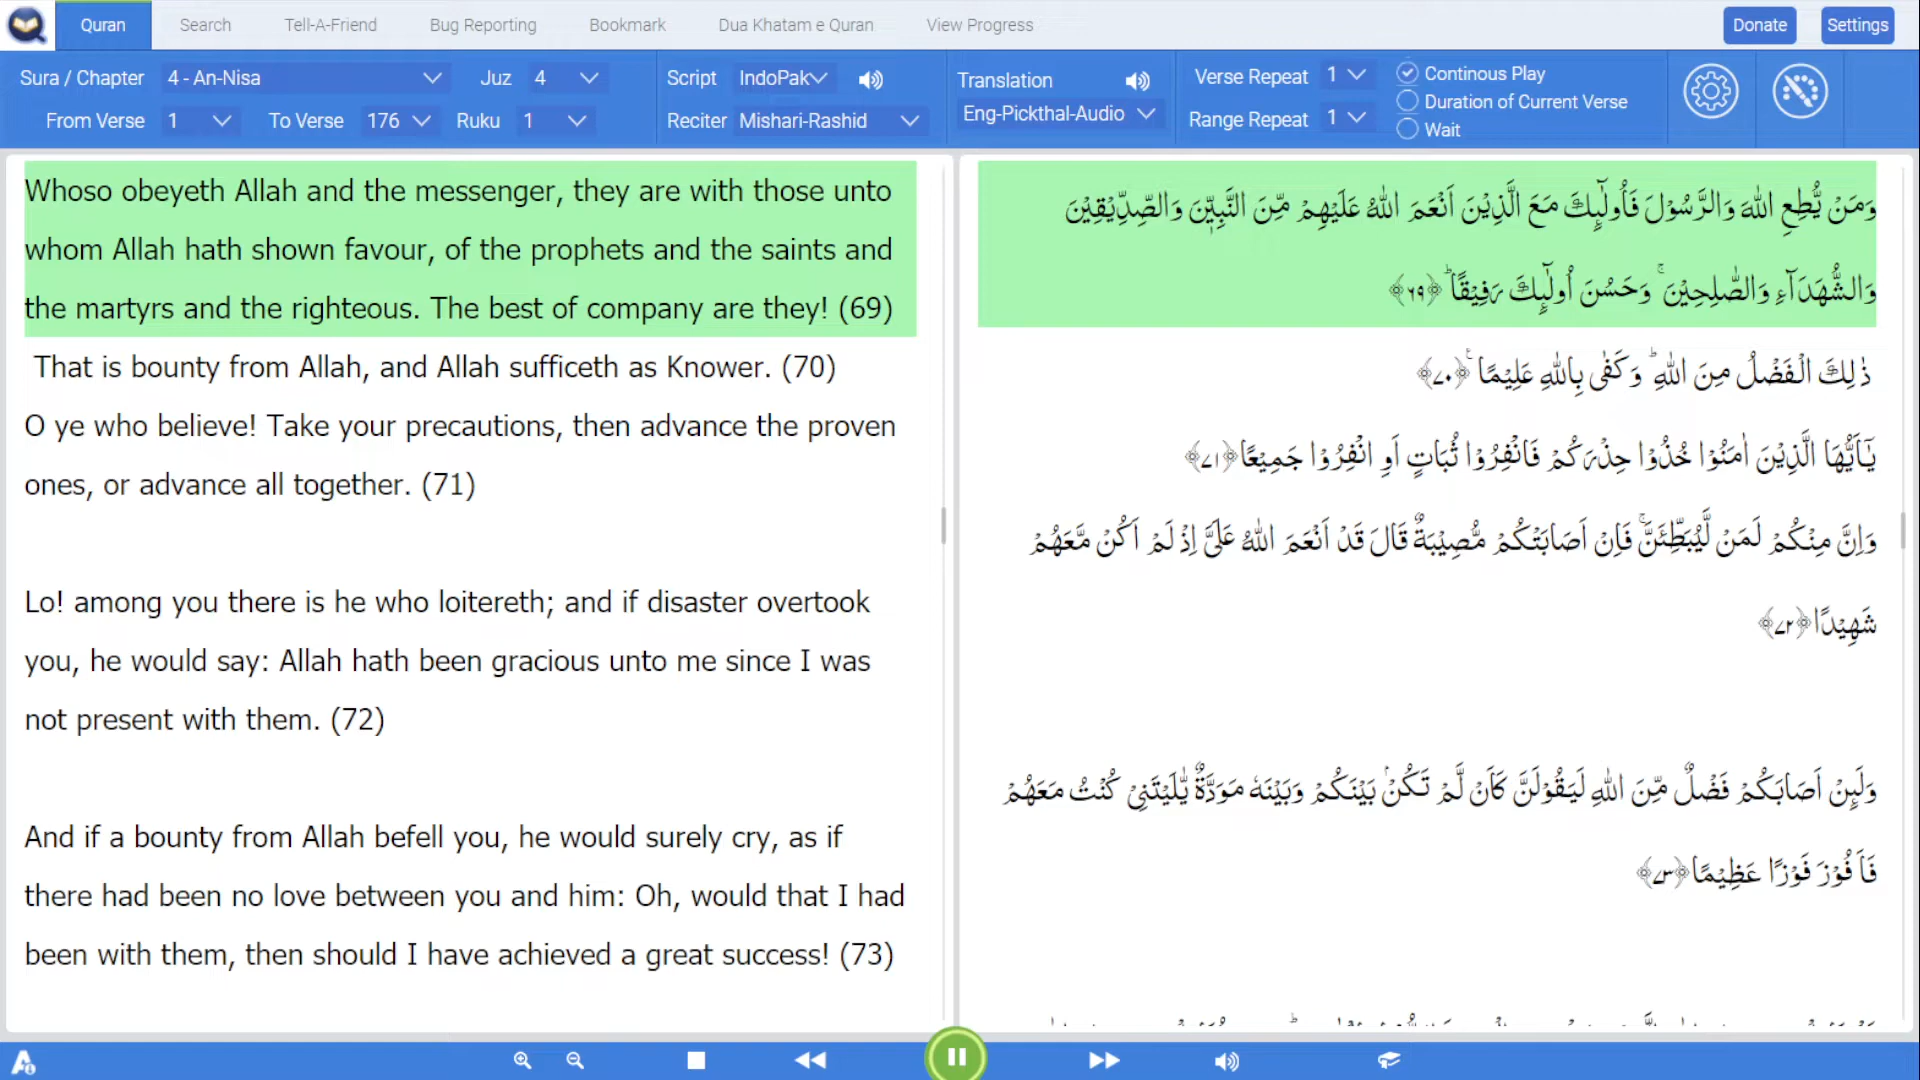 Quran Search Tell-A-Friend Bug Reporting Bookmark Dua Khatam e Quran View Progress Donate Settings
Sura / Chapter 4 - An-Nisa Juz 4 Script IndoPak Translation Verse Repeat 1 Continous Play
Duration of Current Verse
From Verse 1 To Verse 176 Ruku 1 Reciter Mishari-Rashid Eng-Pickthal-Audio Range Repeat 1 Wait
Whoso obeyeth Allah and the messenger, they are with those unto
whom Allah hath shown favour, of the prophets and the saints and
the martyrs and the righteous. The best of company are they! (69)
That is bounty from Allah, and Allah sufficeth as Knower. (70)
O ye who believe! Take your precautions, then advance the proven
ones, or advance all together. (71)
Lo! among you there is he who loitereth; and if disaster overtook
you, he would say: Allah hath been gracious unto me since I was
not present with them. (72)
And if a bounty from Allah befell you, he would surely cry, as if
there had been no love between you and him: Oh, would that I had
been with them, then should I have achieved a great success! (73)
وَمَنْ يُّطِعِ اللّٰهَ وَالرَّسُوْلَ فَاُولٰٓئِكَ مَعَ الَّذِيْنَ اَنْعَمَ اللّٰهُ عَلَيْهِمْ مِّنَ النَّبِيّٖنَ وَالصِّدِّيْقِيْنَ
وَالشُّهَدَآءِ وَالصّٰلِحِيْنَ ۚ وَحَسُنَ اُولٰٓئِكَ رَفِيْقًا ؕ﴿۶۹﴾
ذٰ لِكَ الْـفَضْلُ مِنَ اللّٰهِ ؕ وَكَفٰى بِاللّٰهِ عَلِيْمًا ۚ﴿۷۰﴾
يٰۤـاَيُّهَا الَّذِيْنَ اٰمَنُوْا خُذُوْا حِذْرَكُمْ فَانْفِرُوْا ثُبَاتٍ اَوِ انْفِرُوْا جَمِيْعًا﴿۷۱﴾
وَاِنَّ مِنْكُمْ لَمَنْ لَّيُبَطِّئَنَّ ۚ فَاِنْ اَصَابَتْكُمْ مُّصِيْبَةٌ قَالَ قَدْ اَنْعَمَ اللّٰهُ عَلَىَّ اِذْ لَمْ اَكُنْ مَّعَهُمْ
شَهِيْدًا﴿۷۲﴾
وَلَئِنْ اَصَابَكُمْ فَضْلٌ مِّنَ اللّٰهِ لَيَقُوْلَنَّ كَاَنْ لَّمْ تَكُنْۢ بَيْنَكُمْ وَبَيْنَهٗ مَوَدَّةٌ يّٰلَيْتَنِىْ كُنْتُ مَعَهُمْ
فَاَ فُوْزَ فَوْزًا عَظِيْمًا﴿۷۳﴾